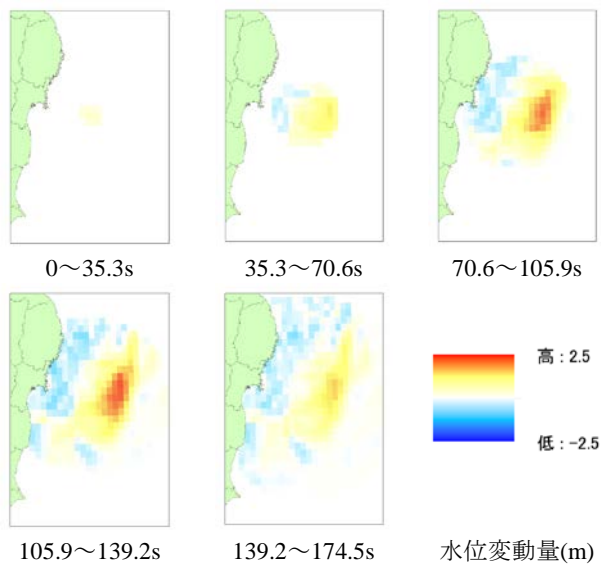 0～35.3s
35.3～70.6s
70.6～105.9s
高 : 2.5
低 : -2.5
105.9～139.2s
139.2～174.5s
水位変動量(m)